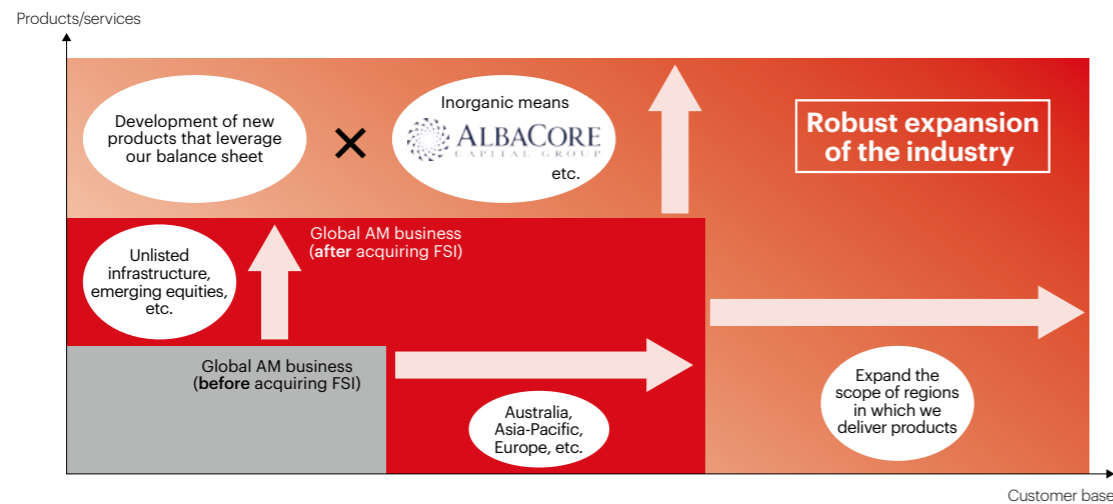 Products/services
Development of new
products that leverage
our balance sheet
×
Inorganic means
ALBACORE
CAPITAL GROUP
etc.
Robust expansion
of the industry
Unlisted
infrastructure,
emerging equities,
etc.
Global AM business
(after acquiring FSI)
Global AM business
(before acquiring FSI)
Australia,
Asia-Pacific,
Europe, etc.
Expand the
scope of regions
in which we
deliver products
Customer base